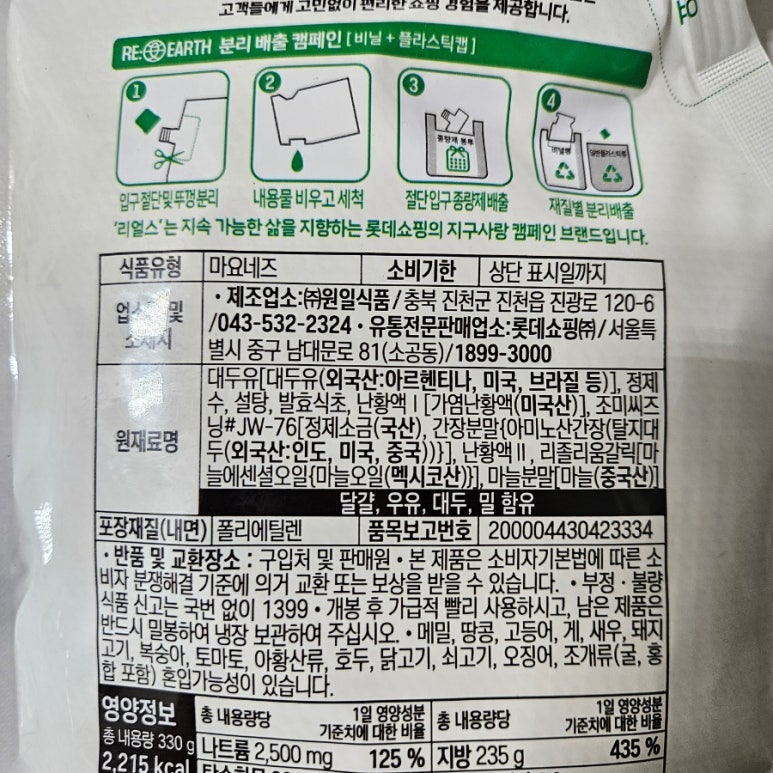 고객들에게 고민없이 편리한 쇼핑 경험을 제공합니다.
RE:EARTH 분리 배출 캠페인 [비닐 + 플라스틱캡]
1 2 3 4
종량제 봉투
비닐류
입구 절단 및 뚜껑 분리 내용물 비우고 세척 절단 입구 종량제 배출 재질별 분리배출
'리얼스'는 지속 가능한 삶을 지향하는 롯데쇼핑의 지구사랑 캠페인 브랜드입니다.
식품유형 마요네즈 소비기한 상단 표시일까지
업소명 및 소재지
• 제조업소:㈜원일식품/충북 진천군 진천읍 진광로 120-6
/043-532-2324 • 유통전문판매업소:롯데쇼핑㈜/서울특
별시 중구 남대문로 81(소공동)/1899-3000
원재료명
대두유[대두유(외국산:아르헨티나, 미국, 브라질 등)], 정제
수, 설탕, 발효식초, 난황액Ⅰ[가염난황액(미국산)], 조미씨즈
닝#JW-76[정제소금(국산), 간장분말{아미노산간장(탈지대
두(외국산:인도, 미국, 중국))}], 난황액Ⅱ, 리졸리움갈릭[마
늘에센셜오일{마늘오일(멕시코산)}], 마늘분말[마늘(중국산)]
달걀, 우유, 대두, 밀 함유
포장재질(내면) 폴리에틸렌 품목보고번호 200004430423334
• 반품 및 교환장소 : 구입처 및 판매원 • 본 제품은 소비자기본법에 따른 소
비자 분쟁해결 기준에 의거 교환 또는 보상을 받을 수 있습니다. • 부정 · 불량
식품 신고는 국번 없이 1399 • 개봉 후 가급적 빨리 사용하시고, 남은 제품은
반드시 밀봉하여 냉장 보관하여 주십시오. • 메밀, 땅콩, 고등어, 게, 새우, 돼지
고기, 복숭아, 토마토, 아황산류, 호두, 닭고기, 쇠고기, 오징어, 조개류(굴, 홍
합 포함) 혼입가능성이 있습니다.
영양정보
총 내용량 330 g
2,215 kcal
총 내용량당 1일 영양성분 기준치에 대한 비율 총 내용량당 1일 영양성분 기준치에 대한 비율
나트륨 2,500 mg 125 % 지방 235 g 435 %